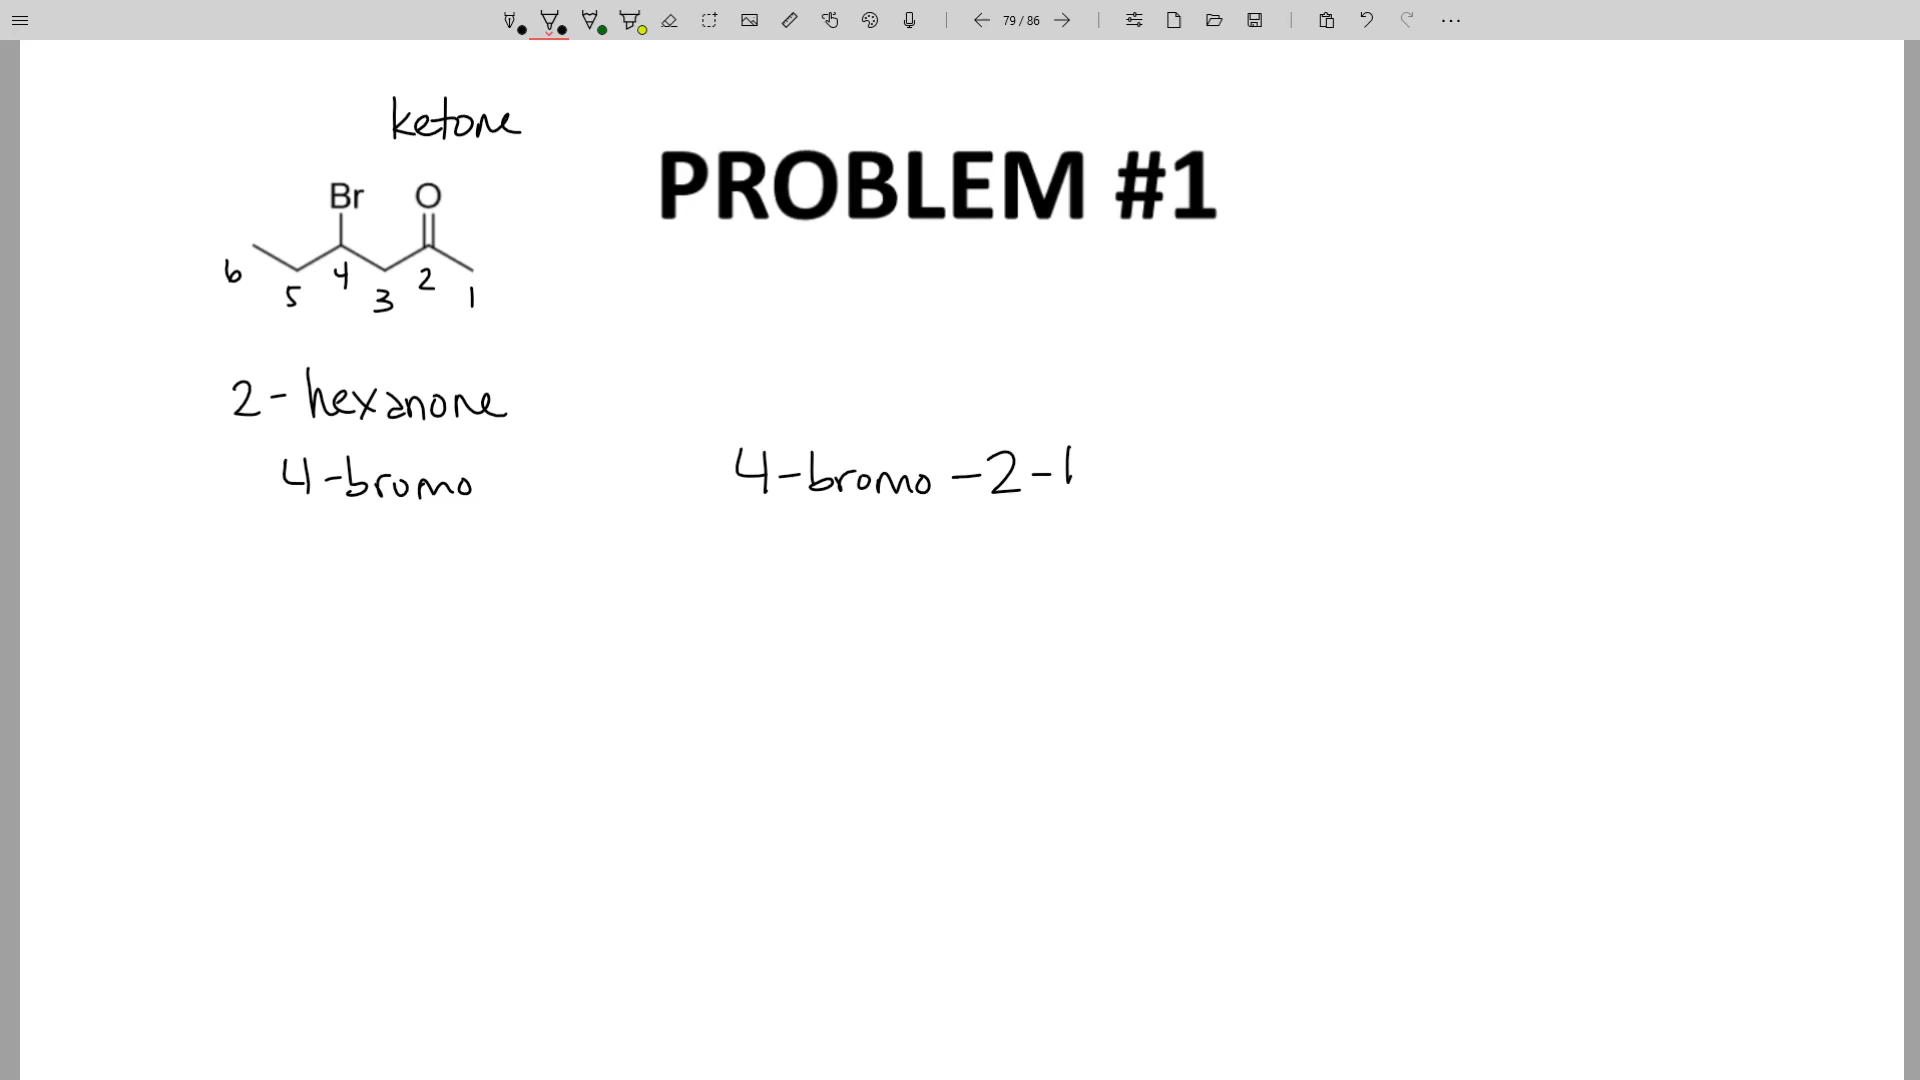 79 / 86
ketone
PROBLEM #1
Br O
6 5 4 3 2 1
2 - hexanone
4 - bromo
4 - bromo - 2 - l